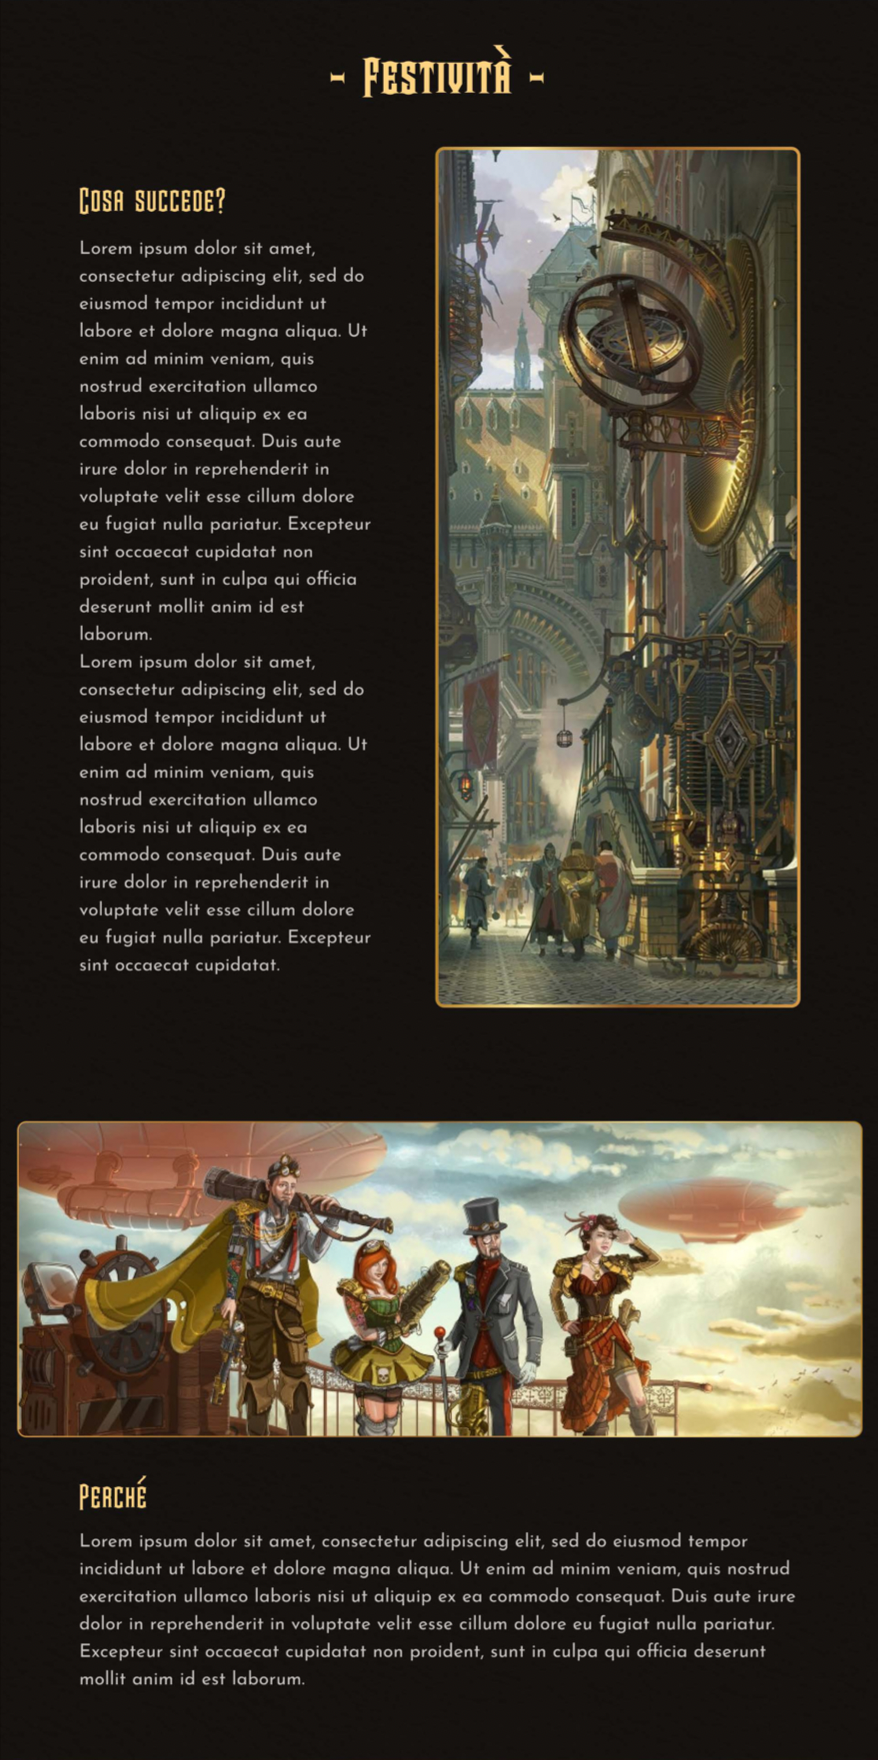 - Festività -
Cosa succede?
Lorem ipsum dolor sit amet,
consectetur adipiscing elit, sed do
eiusmod tempor incididunt ut
labore et dolore magna aliqua. Ut
enim ad minim veniam, quis
nostrud exercitation ullamco
laboris nisi ut aliquip ex ea
commodo consequat. Duis aute
irure dolor in reprehenderit in
voluptate velit esse cillum dolore
eu fugiat nulla pariatur. Excepteur
sint occaecat cupidatat non
proident, sunt in culpa qui officia
deserunt mollit anim id est
laborum.
Lorem ipsum dolor sit amet,
consectetur adipiscing elit, sed do
eiusmod tempor incididunt ut
labore et dolore magna aliqua. Ut
enim ad minim veniam, quis
nostrud exercitation ullamco
laboris nisi ut aliquip ex ea
commodo consequat. Duis aute
irure dolor in reprehenderit in
voluptate velit esse cillum dolore
eu fugiat nulla pariatur. Excepteur
sint occaecat cupidatat.
Perché
Lorem ipsum dolor sit amet, consectetur adipiscing elit, sed do eiusmod tempor
incididunt ut labore et dolore magna aliqua. Ut enim ad minim veniam, quis nostrud
exercitation ullamco laboris nisi ut aliquip ex ea commodo consequat. Duis aute irure
dolor in reprehenderit in voluptate velit esse cillum dolore eu fugiat nulla pariatur.
Excepteur sint occaecat cupidatat non proident, sunt in culpa qui officia deserunt
mollit anim id est laborum.